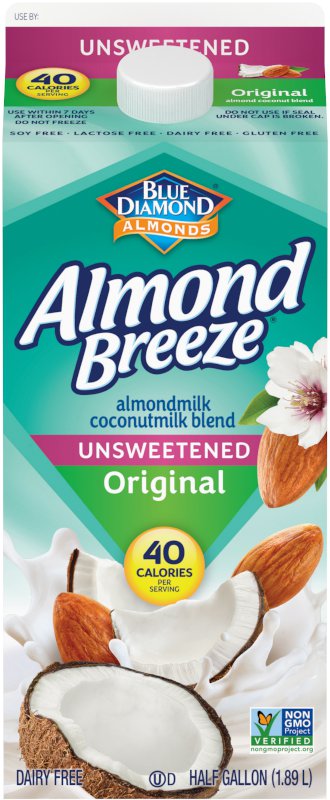 USE BY:
UNSWEETENED
40
CALORIES
PER
SERVING
Original
almond coconut blend
USE WITHIN 7 DAYS
AFTER OPENING
DO NOT FREEZE
DO NOT USE IF SEAL
UNDER CAP IS BROKEN.
SOY FREE · LACTOSE FREE · DAIRY FREE · GLUTEN FREE
BLUE
DIAMOND
ALMONDS
Almond
Breeze®
almondmilk
coconutmilk blend
UNSWEETENED
Original
40
CALORIES
PER
SERVING
NON
GMO
Project
VERIFIED
nongmoproject.org
DAIRY FREE
U D
HALF GALLON (1.89 L)